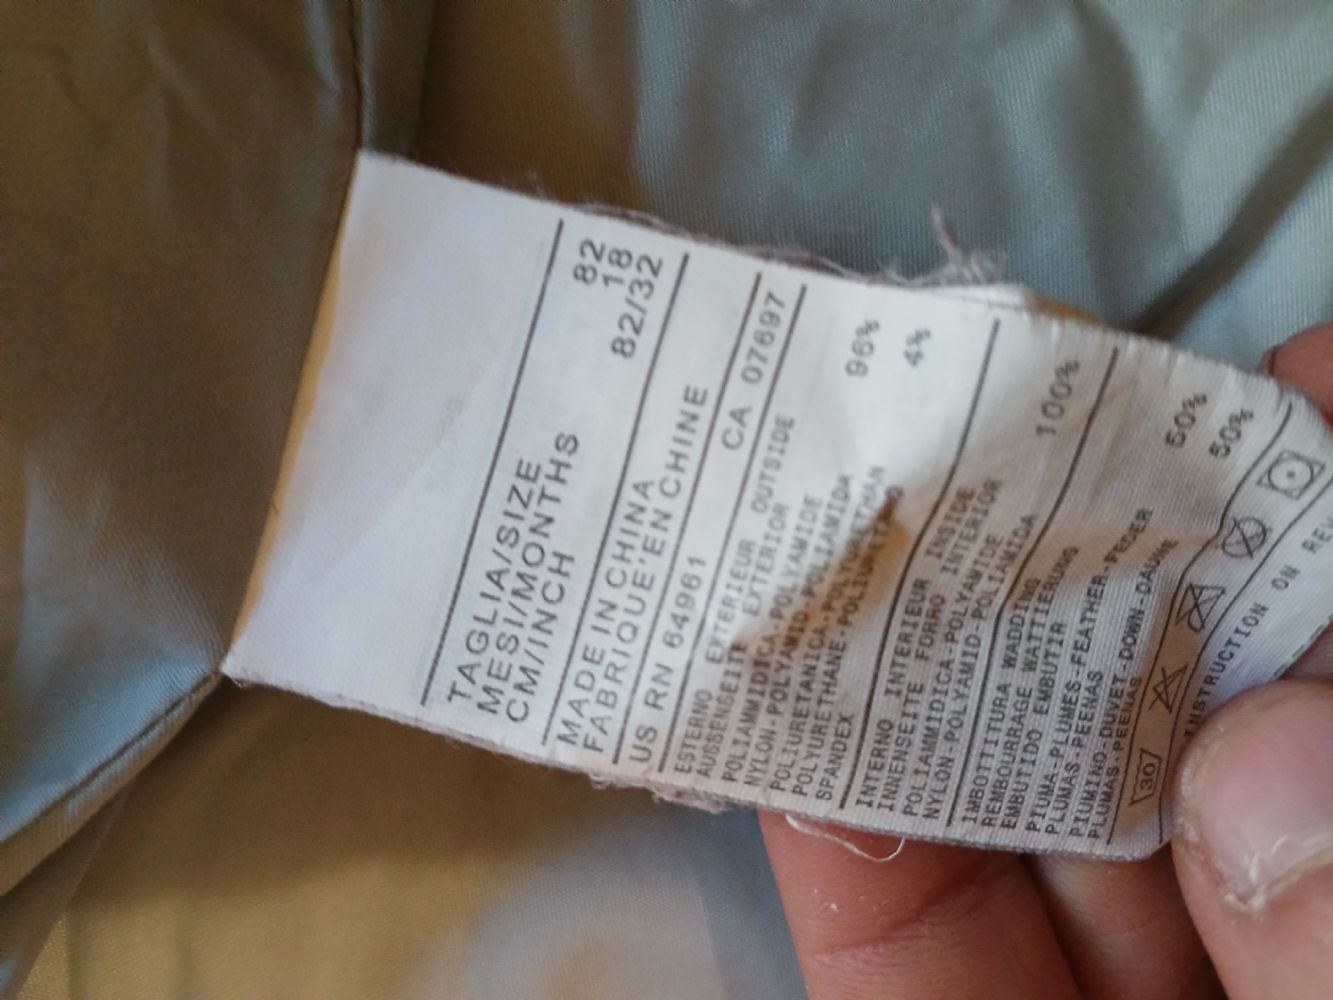 TAGLIA/SIZE 82
MESI/MONTHS 18
CM/INCH 82/32
MADE IN CHINA
FABRIQUE'EN CHINE
US RN 64961 CA 07697
ESTERNO EXTERIEUR OUTSIDE
AUSSENSEITE EXTERIOR
POLIAMMIDICA-POLYAMIDE 96%
NYLON-POLYAMID-POLIAMIDA
POLIURETANICA-POLYURETHAN 4%
POLYURETHANE-POLIURETANO
SPANDEX
INTERNO INTERIEUR INSIDE
INNENSEITE FORRO INTERIOR
POLIAMMIDICA-POLYAMIDE 100%
NYLON-POLYAMID-POLIAMIDA
IMBOTTITURA WADDING
REMBOURRAGE WATTIERUNG
EMBUTIDO EMBUTIR
PIUMA-PLUMES-FEATHER-FEDER 50%
PLUMAS-PEENAS
PIUMINO-DUVET-DOWN-DAUNE 50%
PLUMAS-PEENAS
30
INSTRUCTION ON